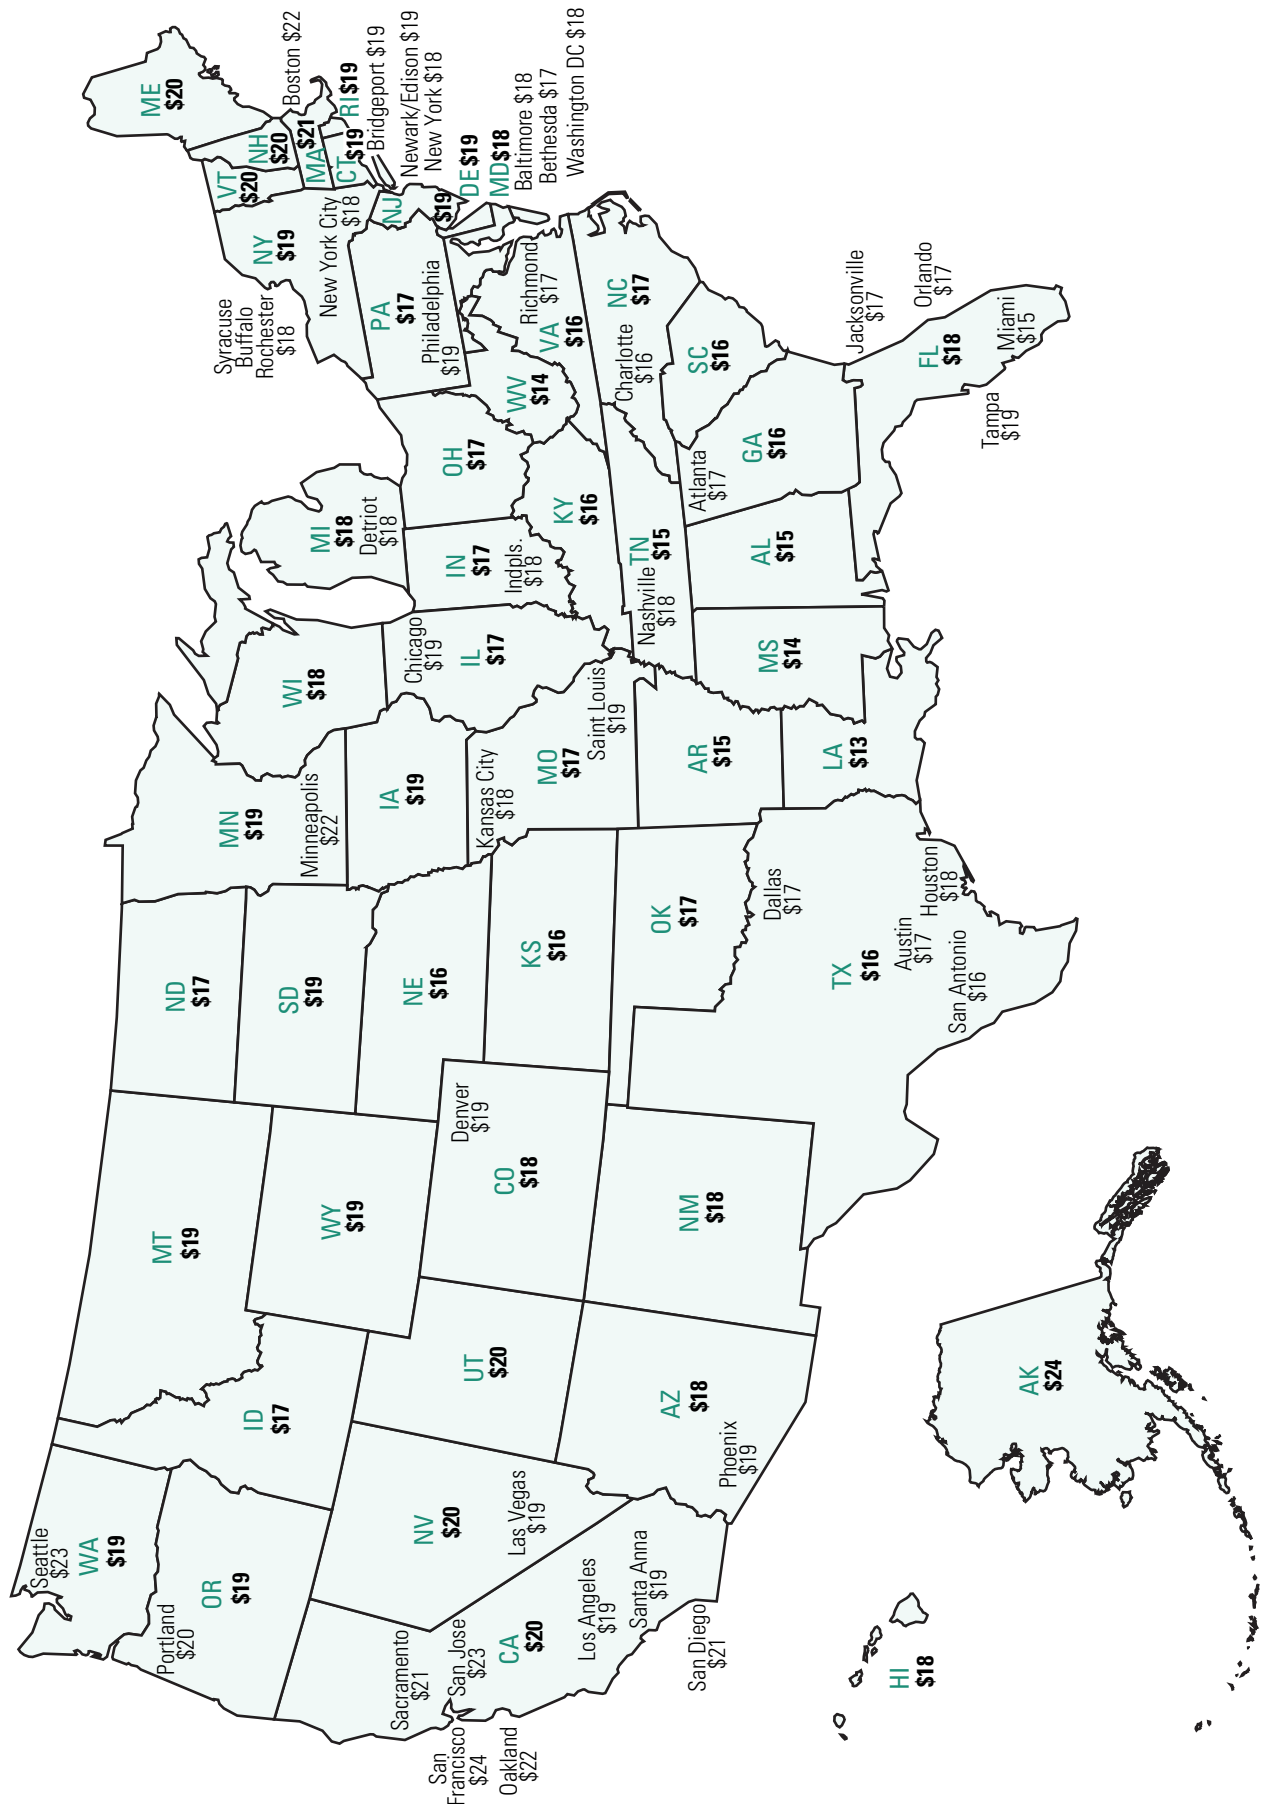 Seattle
$23
WA
$19
Portland
$20
OR
$19
Sacramento
$21
San
Francisco
$24
Oakland
$22
San Jose
$23
CA
$20
Los Angeles
$19
Santa Anna
$19
San Diego
$21
NV
$20
Las Vegas
$19
ID
$17
MT
$19
WY
$19
UT
$20
AZ
$18
Phoenix
$19
CO
$18
Denver
$19
NM
$18
ND
$17
SD
$19
NE
$16
KS
$16
OK
$17
TX
$16
Dallas
$17
Austin
$17
Houston
$18
San Antonio
$16
MN
$19
Minneapolis
$22
IA
$19
Kansas City
$18
MO
$17
Saint Louis
$19
AR
$15
LA
$13
WI
$18
Chicago
$19
IL
$17
MS
$14
MI
$18
Detriot
$18
IN
$17
Indpls.
$18
KY
$16
TN
$15
Nashville
$18
AL
$15
OH
$17
WV
$14
VA
$16
Richmond
$17
NC
$17
Charlotte
$16
SC
$16
GA
$16
Atlanta
$17
FL
$18
Jacksonville
$17
Orlando
$17
Miami
$15
Tampa
$19
PA
$17
Philadelphia
$19
Syracuse
Buffalo
Rochester
$18
NY
$19
New York City
$18
VT
$20
NH
$20
ME
$20
MA
$21
Boston $22
RI $19
CT
$19
Bridgeport $19
NJ
$19
Newark/Edison $19
New York $18
DE $19
MD $18
Baltimore $18
Bethesda $17
Washington DC $18
AK
$24
HI
$18